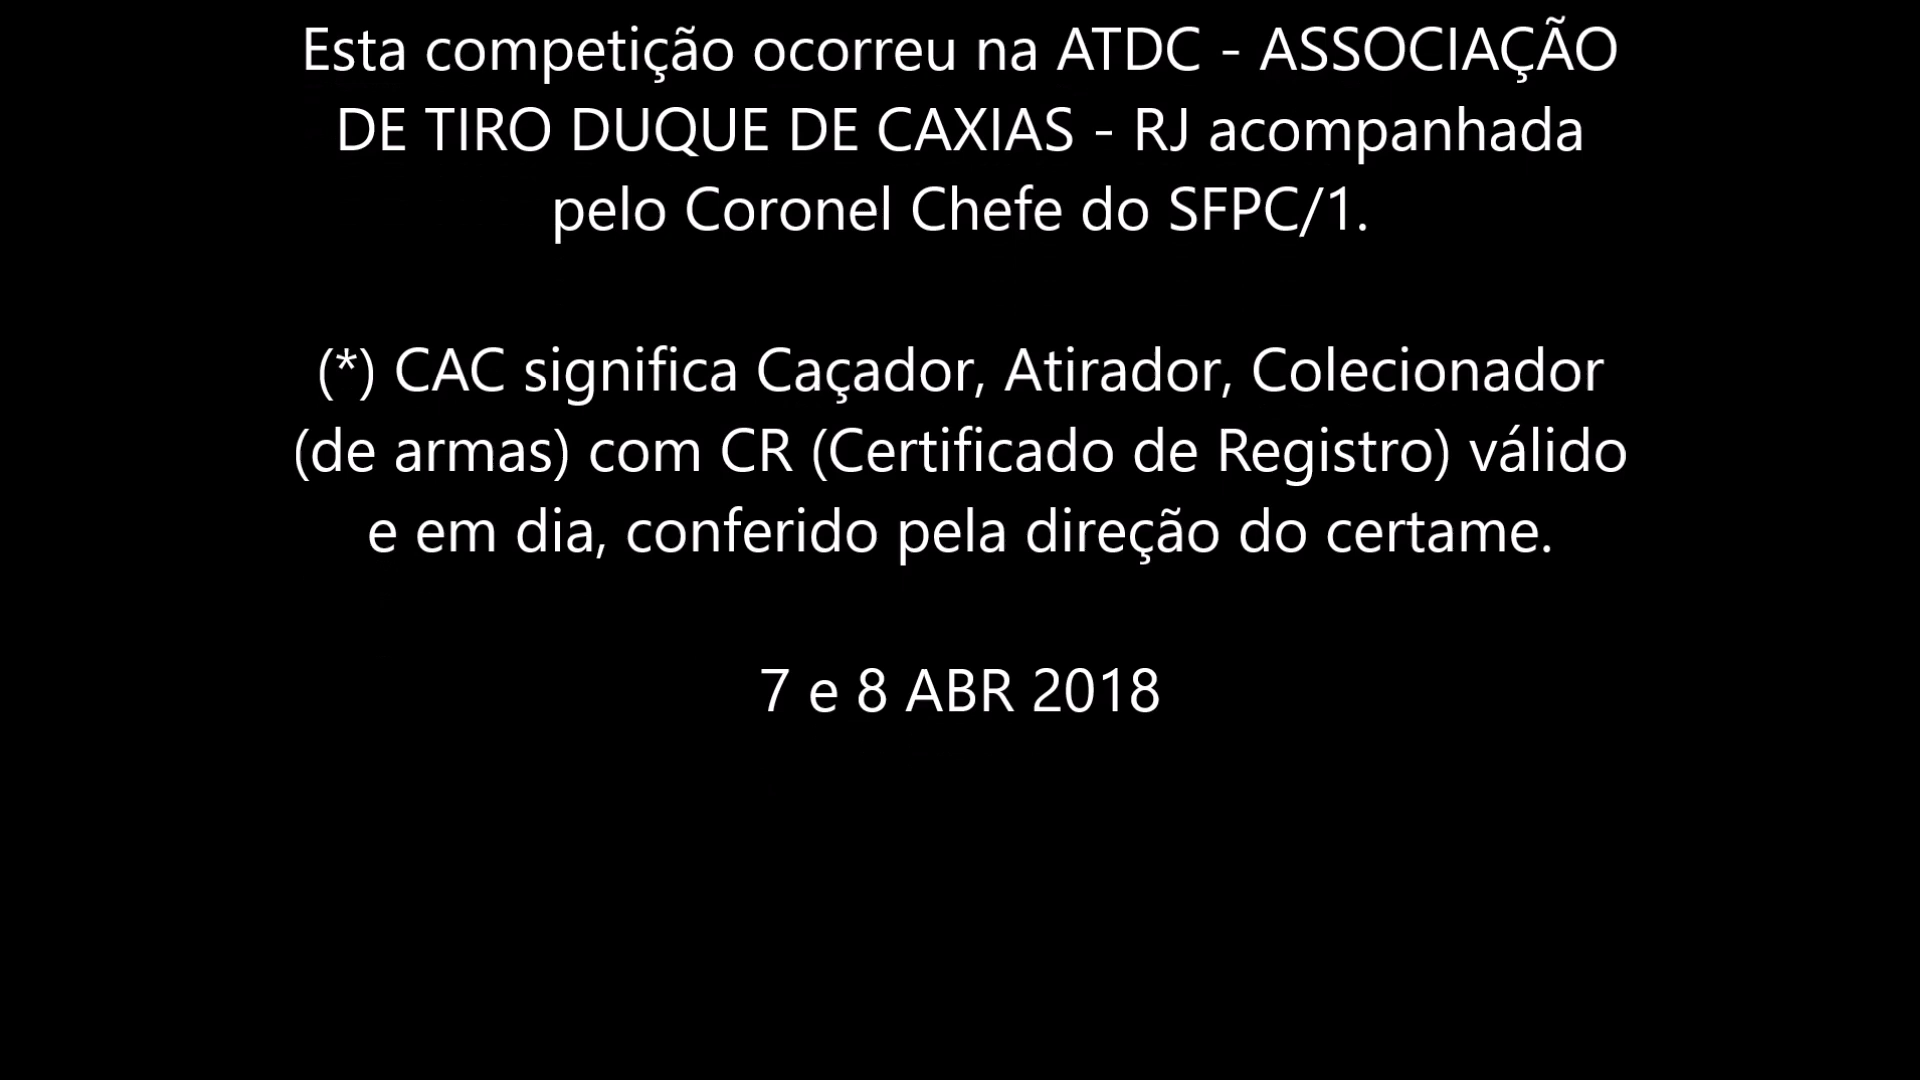 Esta competição ocorreu na ATDC - ASSOCIAÇÃO
DE TIRO DUQUE DE CAXIAS - RJ acompanhada
pelo Coronel Chefe do SFPC/1.
(*) CAC significa Caçador, Atirador, Colecionador
(de armas) com CR (Certificado de Registro) válido
e em dia, conferido pela direção do certame.
7 e 8 ABR 2018